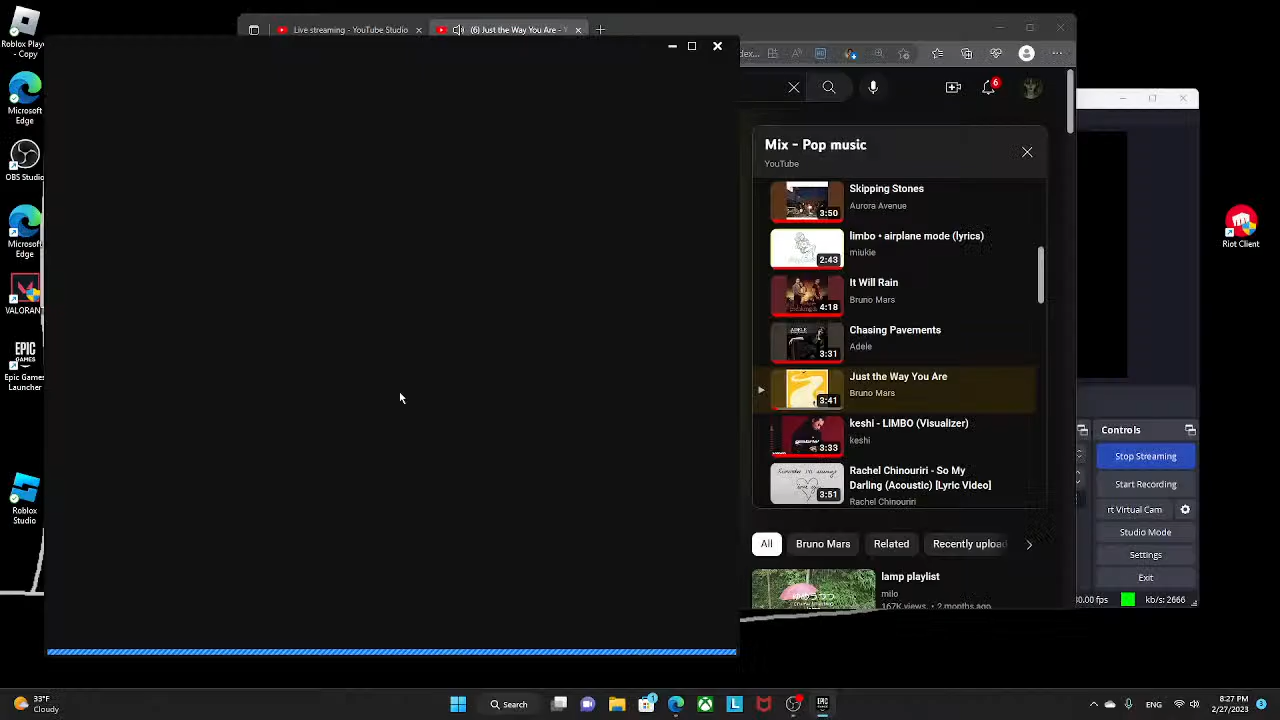 Roblox Playe
- Copy
Microsoft
Edge
OBS Studio
Microsoft
Edge
VALORAN
Epic Games
Launcher
Roblox
Studio
Live streaming - YouTube Studio
(6) Just the Way You Are - Y
6
Mix - Pop music
YouTube
Skipping Stones
Aurora Avenue
3:50
limbo • airplane mode (lyrics)
miukie
2:43
It Will Rain
Bruno Mars
4:18
Chasing Pavements
Adele
3:31
Just the Way You Are
Bruno Mars
3:41
keshi - LIMBO (Visualizer)
keshi
3:33
Rachel Chinouriri - So My
Darling (Acoustic) [Lyric Video]
Rachel Chinouriri
3:51
All
Bruno Mars
Related
Recently upload
lamp playlist
milo
167K views • 2 months ago
Controls
Stop Streaming
Start Recording
rt Virtual Cam
Studio Mode
Settings
Exit
30.00 fps
kb/s: 2666
Riot Client
33°F
Cloudy
Search
ENG
8:27 PM
2/27/2023
3